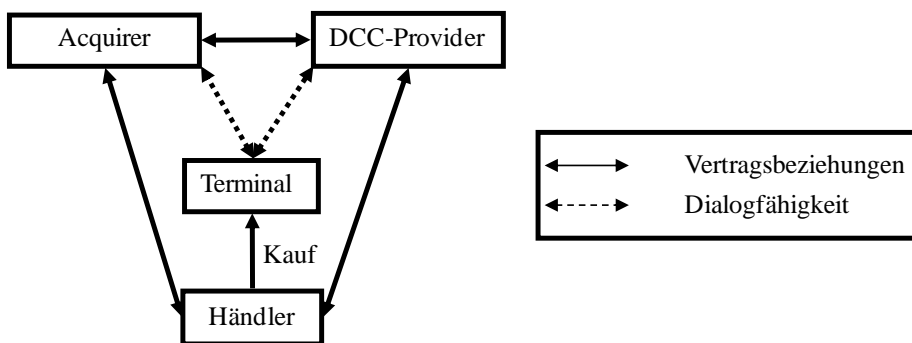 Acquirer
DCC-Provider
Terminal
Kauf
Händler
Vertragsbeziehungen
Dialogfähigkeit